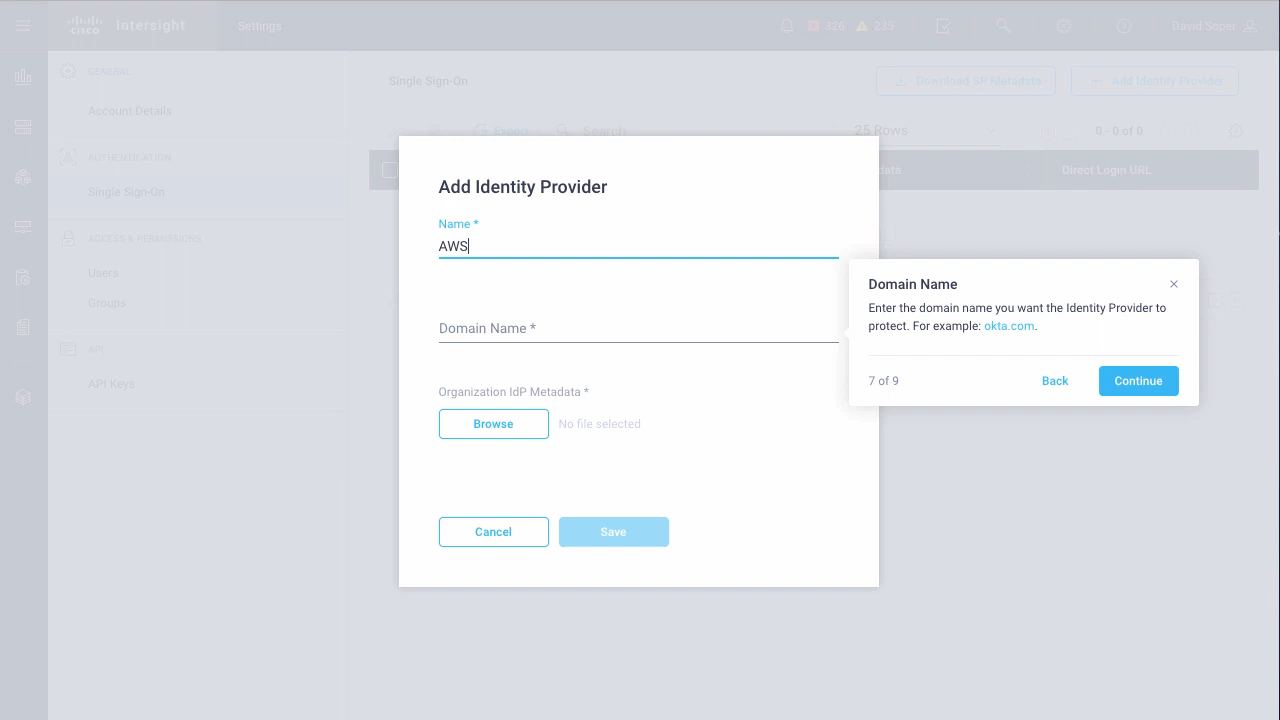 cisco Intersight Settings 326 235 David Soper
GENERAL
Single Sign-On Download SP Metadata Add Identity Provider
Account Details
Export Search 25 Rows 0 - 0 of 0
AUTHENTICATION
Direct Login URL
Single Sign-On
Add Identity Provider
Name *
AWS
ACCESS & PERMISSIONS
Users
Groups
API
API Keys
Domain Name *
Organization IdP Metadata *
Browse No file selected
Cancel Save
Domain Name
Enter the domain name you want the Identity Provider to
protect. For example: okta.com.
7 of 9 Back Continue